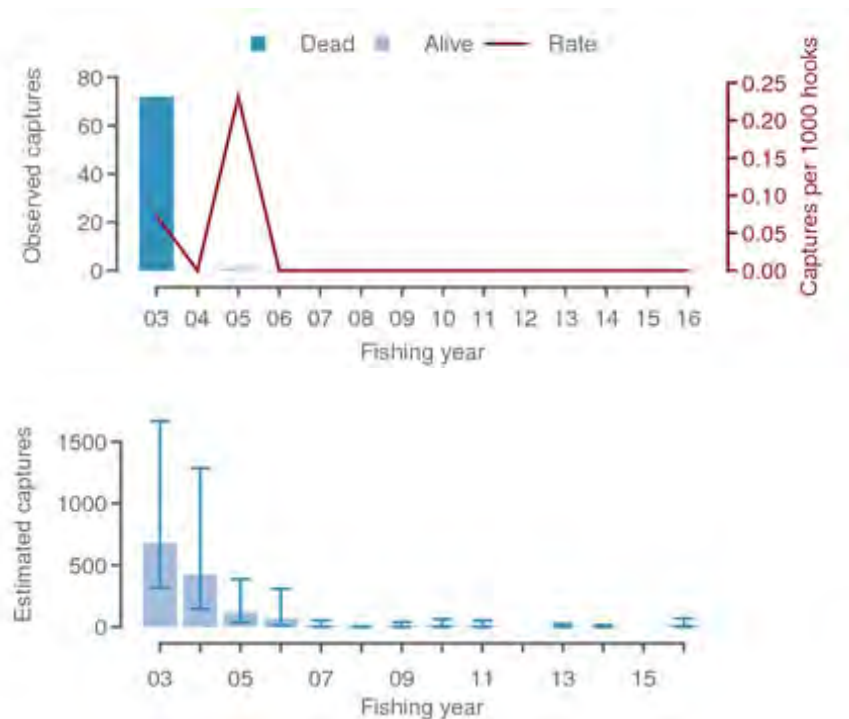 Dead Alive Rate
Observed captures
80
60
40
20
0
0.25
0.20
0.15
0.10
0.05
0.00
Captures per 1000 hooks
03 04 05 06 07 08 09 10 11 12 13 14 15 16
Fishing year
Estimated captures
1500
1000
500
0
03 05 07 09 11 13 15
Fishing year